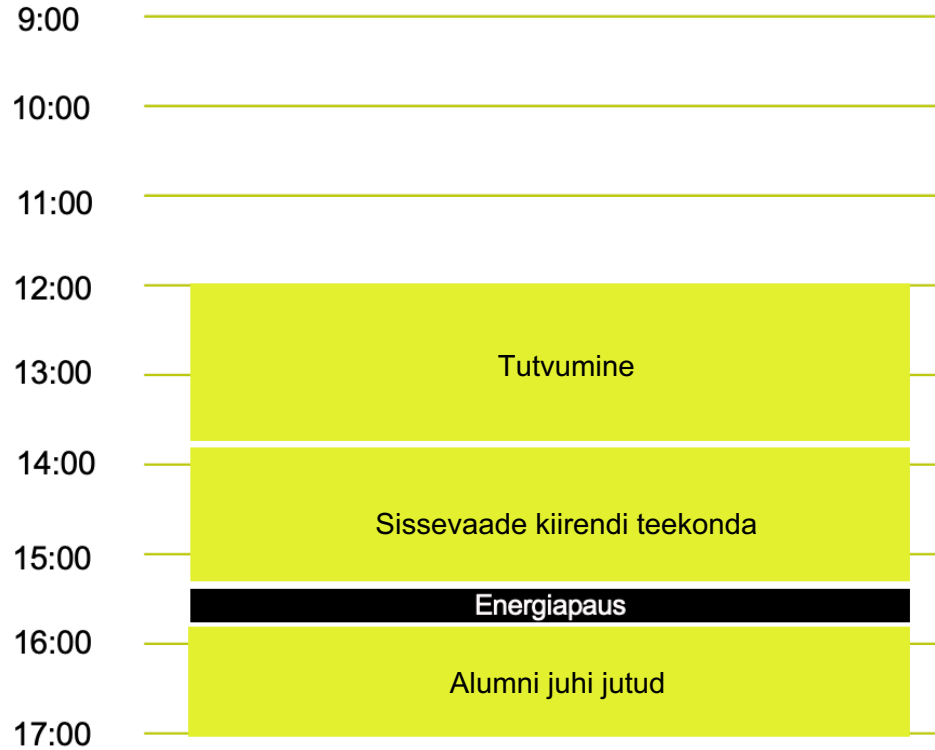 9:00
10:00
11:00
12:00
Tutvumine
13:00
14:00
Sissevaade kiirendi teekonda
15:00
Energiapaus
16:00
Alumni juhi jutud
17:00